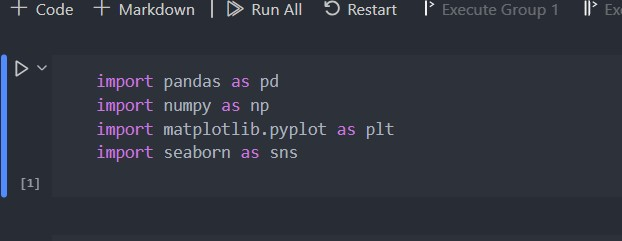 + Code + Markdown | Run All Restart Execute Group 1
import pandas as pd
import numpy as np
import matplotlib.pyplot as plt
import seaborn as sns
[1]